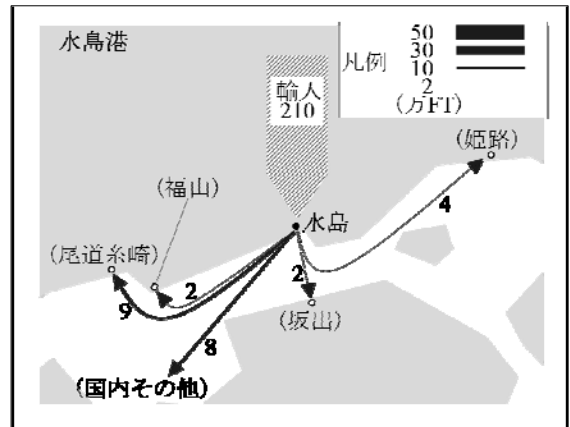 水島港
凡例
50
30
10
2
(万FT)
輸入
210
(姫路)
(福山)
水島
4
(尾道糸崎)
2
2
9
(坂出)
8
(国内その他)